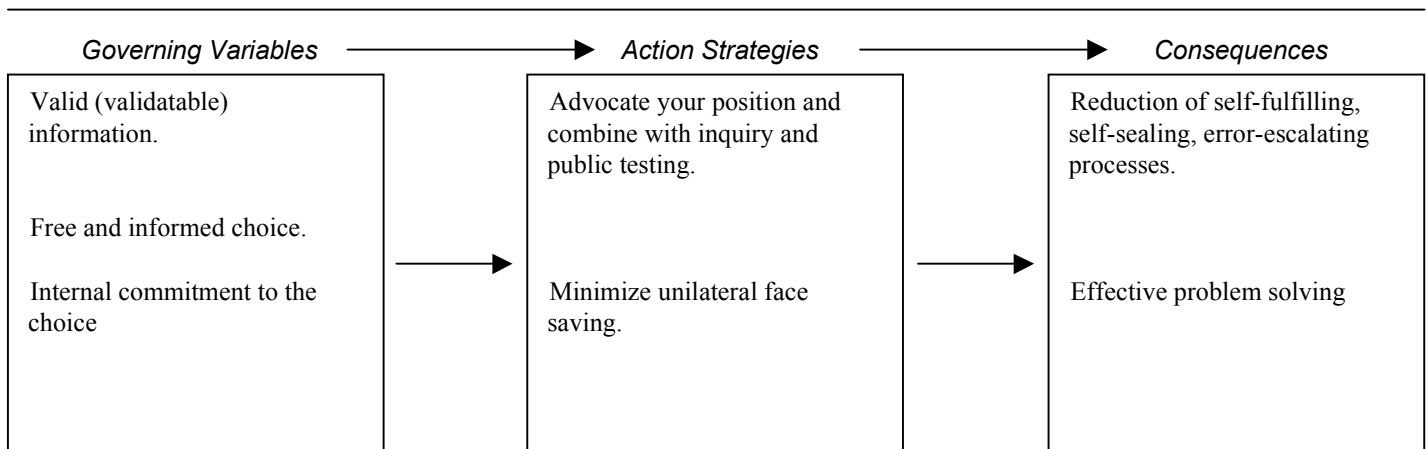 Governing Variables
Action Strategies
Consequences
Valid (validatable)
information.
Free and informed choice.
Internal commitment to the
choice
Advocate your position and
combine with inquiry and
public testing.
Minimize unilateral face
saving.
Reduction of self-fulfilling,
self-sealing, error-escalating
processes.
Effective problem solving